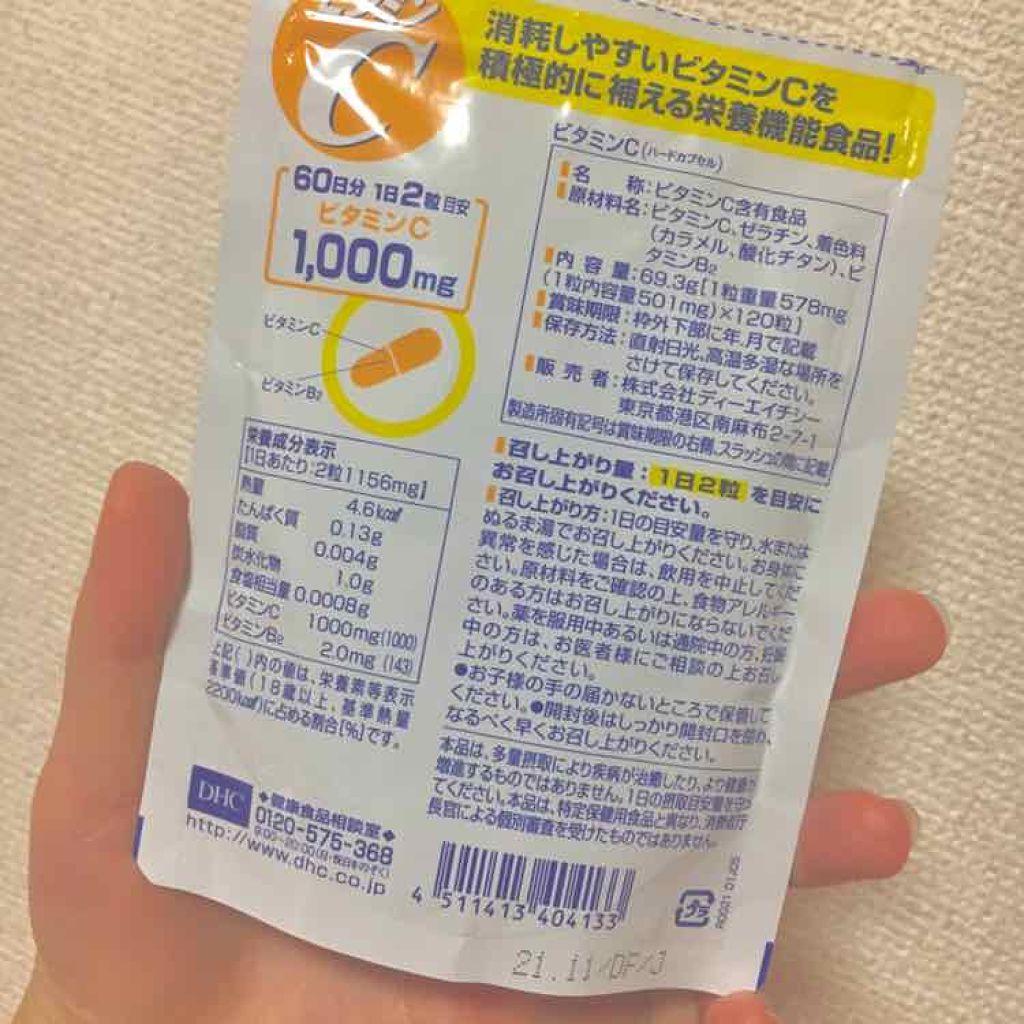 ビタミン
C
消耗しやすいビタミンCを
積極的に補える栄養機能食品!
60日分 1日2粒目安
ビタミンC
1,000mg
ビタミンC
ビタミンB2
ビタミンC(ハードカプセル)
名 称:ビタミンC含有食品
原材料名:ビタミンC、ゼラチン、着色料
(カラメル、酸化チタン)、ビ
タミンB2
内 容 量:69.3g[1粒重量578mg
(1粒内容量501mg)×120粒]
賞味期限:枠外下部に年、月で記載
保存方法:直射日光、高温多湿な場所を
さけて保存してください。
販 売 者:株式会社 ディーエイチシー
東京都港区南麻布2-7-1
製造所固有記号は賞味期限の右側、スラッシュの間に記載
栄養成分表示
[1日あたり:2粒1156mg]
熱量 4.6kcal
たんぱく質 0.13g
脂質 0.004g
炭水化物 1.0g
食塩相当量 0.0008g
ビタミンC 1000mg(1000)
ビタミンB2 2.0mg (143)
上記( )内の値は、栄養素等表示
基準値(18歳以上、基準熱量
2200kcal)に占める割合[%]です。
召し上がり量:1日2粒を目安に
お召し上がりください。
召し上がり方:1日の目安量を守り、水または
ぬるま湯でお召し上がりください。お身体に
異常を感じた場合は、飲用を中止してくだ
さい。原材料をご確認の上、食物アレルギー
のある方はお召し上がりにならないでくだ
さい。薬を服用中あるいは通院中の方、妊娠
中の方は、お医者様にご相談の上お召し
上がりください。
●お子様の手の届かないところで保管して
ください。●開封後はしっかり開封口を閉め、
なるべく早くお召し上がりください。
本品は、多量摂取により疾病が治癒したり、より健康が
増進するものではありません。1日の摂取目安量を守っ
てください。本品は、特定保健用食品と異なり、消費者庁
長官による個別審査を受けたものではありません。
DHC
◆健康食品相談室◆
0120-575-368
http://www.dhc.co.jp
4 511413 404133
プラ
21.11/DF/J